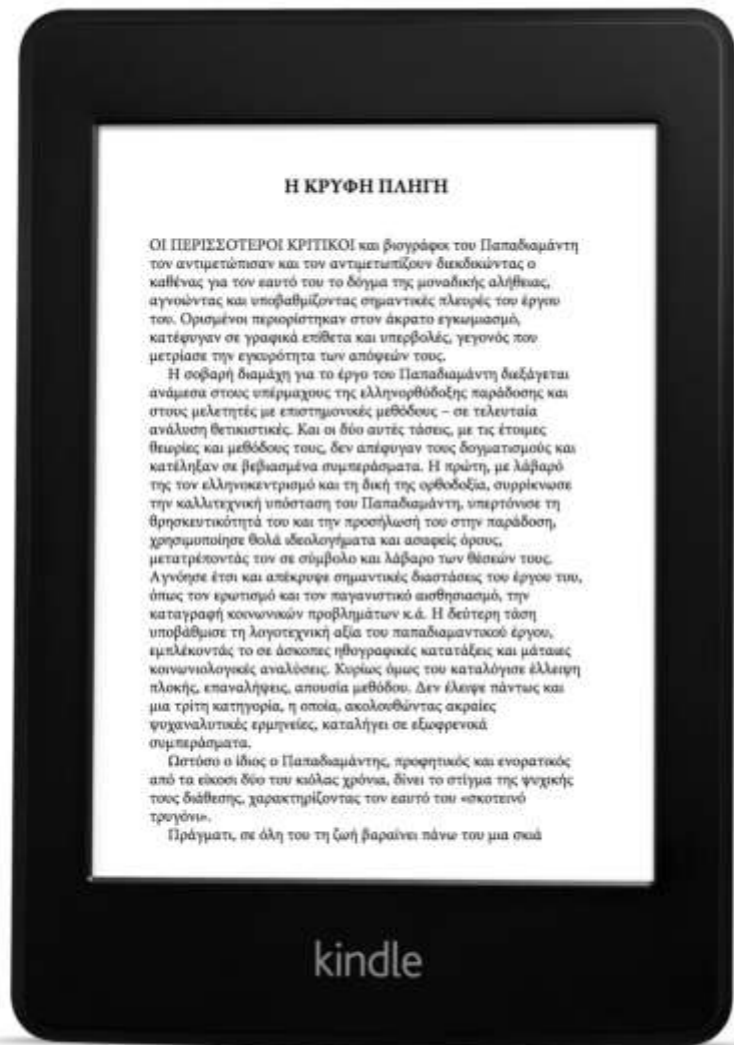 Η ΚΡΥΦΗ ΠΛΗΓΗ
ΟΙ ΠΕΡΙΣΣΟΤΕΡΟΙ ΚΡΙΤΙΚΟΙ και βιογράφοι του Παπαδιαμάντη
τον αντιμετώπισαν και τον αντιμετωπίζουν διεκδικώντας ο
καθένας για τον εαυτό του το δόγμα της μοναδικής αλήθειας,
αγνοώντας και υποβαθμίζοντας σημαντικές πλευρές του έργου
του. Ορισμένοι περιορίστηκαν στον άκρατο εγκωμιασμό,
κατέφυγαν σε γραφικά επίθετα και υπερβολές, γεγονός που
μετρίασε την εγκυρότητα των απόψεών τους.
Η σοβαρή διαμάχη για το έργο του Παπαδιαμάντη διεξάγεται
ανάμεσα στους υπέρμαχους της ελληνορθόδοξης παράδοσης και
στους μελετητές με επιστημονικές μεθόδους – σε τελευταία
ανάλυση θετικιστικές. Και οι δύο αυτές τάσεις, με τις έτοιμες
θεωρίες και μεθόδους τους, δεν απέφυγαν τους δογματισμούς και
κατέληξαν σε βεβιασμένα συμπεράσματα. Η πρώτη, με λάβαρό
της τον ελληνοκεντρισμό και τη δική της ορθοδοξία, συρρίκνωσε
την καλλιτεχνική υπόσταση του Παπαδιαμάντη, υπερτόνισε τη
θρησκευτικότητά του και την προσήλωσή του στην παράδοση,
χρησιμοποίησε θολά ιδεολογήματα και ασαφείς όρους,
μετατρέποντάς τον σε σύμβολο και λάβαρο των θέσεών τους.
Αγνόησε έτσι και απέκρυψε σημαντικές διαστάσεις του έργου του,
όπως τον ερωτισμό και τον παγανιστικό αισθησιασμό, την
καταγραφή κοινωνικών προβλημάτων κ.ά. Η δεύτερη τάση
υποβάθμισε τη λογοτεχνική αξία του παπαδιαμαντικού έργου,
εμπλέκοντάς το σε άσκοπες ηθογραφικές κατατάξεις και μάταιες
κοινωνιολογικές αναλύσεις. Κυρίως όμως του καταλόγισε έλλειψη
πλοκής, επαναλήψεις, απουσία μεθόδου. Δεν έλειψε πάντως και
μια τρίτη κατηγορία, η οποία, ακολουθώντας ακραίες
ψυχαναλυτικές ερμηνείες, καταλήγει σε εξωφρενικά
συμπεράσματα.
Ωστόσο ο ίδιος ο Παπαδιαμάντης, προφητικός και ενορατικός
από τα είκοσι δύο του κιόλας χρόνια, δίνει το στίγμα της ψυχικής
τους διάθεσης, χαρακτηρίζοντας τον εαυτό του «σκοτεινό
τρυγόνι».
Πράγματι, σε όλη του τη ζωή βαραίνει πάνω του μια σκιά
kindle